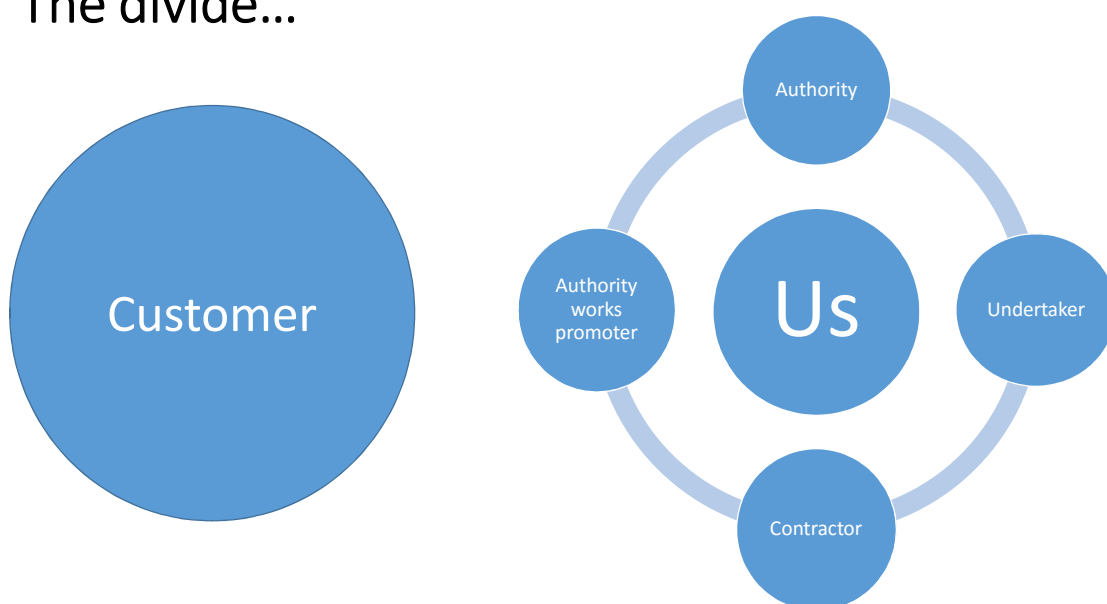 The divide…
Customer
Authority
Authority
works
promoter
Us
Undertaker
Contractor